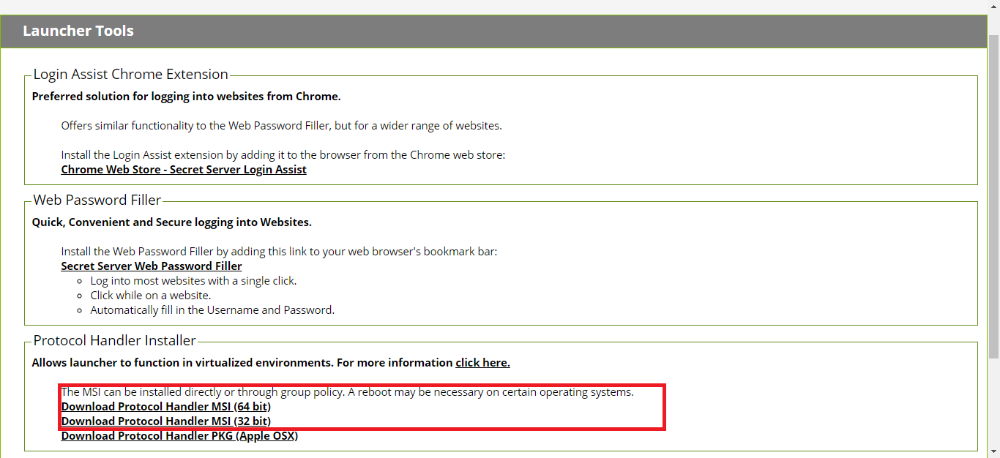 Launcher Tools
Login Assist Chrome Extension
Preferred solution for logging into websites from Chrome.
Offers similar functionality to the Web Password Filler, but for a wider range of websites.
Install the Login Assist extension by adding it to the browser from the Chrome web store:
Chrome Web Store - Secret Server Login Assist
Web Password Filler
Quick, Convenient and Secure logging into Websites.
Install the Web Password Filler by adding this link to your web browser's bookmark bar:
Secret Server Web Password Filler
Log into most websites with a single click.
Click while on a website.
Automatically fill in the Username and Password.
Protocol Handler Installer
Allows launcher to function in virtualized environments. For more information click here.
The MSI can be installed directly or through group policy. A reboot may be necessary on certain operating systems.
Download Protocol Handler MSI (64 bit)
Download Protocol Handler MSI (32 bit)
Download Protocol Handler PKG (Apple OSX)